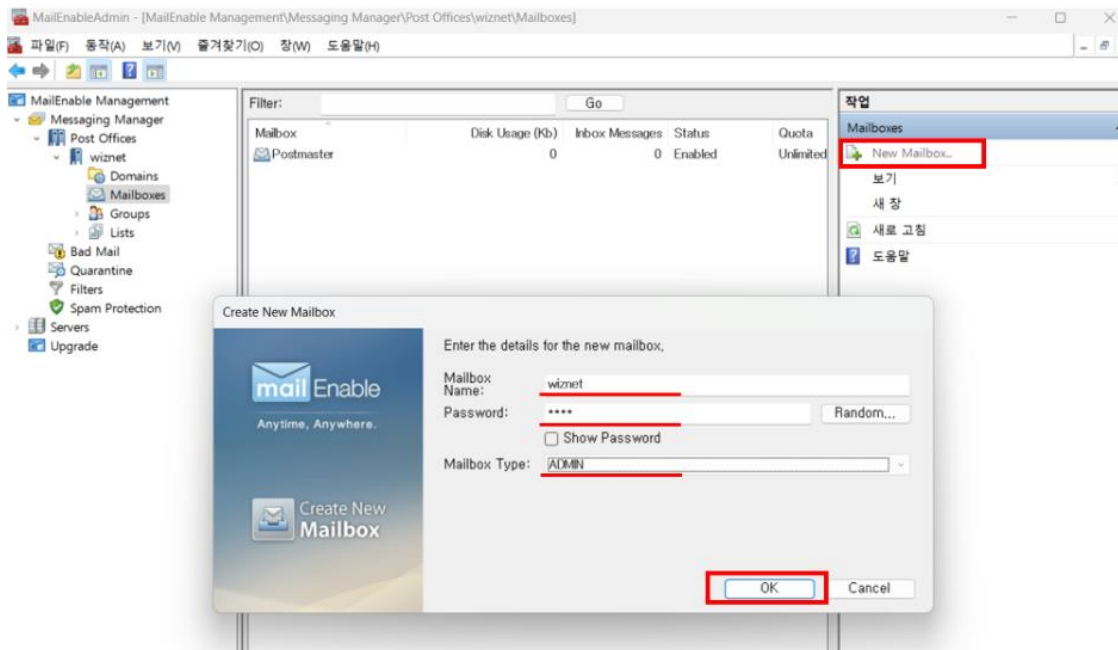 MailEnableAdmin - [MailEnable Management\Messaging Manager\Post Offices\wiznet\Mailboxes]
파일(F) 동작(A) 보기(V) 즐겨찾기(O) 창(W) 도움말(H)
MailEnable Management
Messaging Manager
Post Offices
wiznet
Domains
Mailboxes
Groups
Lists
Bad Mail
Quarantine
Filters
Spam Protection
Servers
Upgrade
Filter: Go
Mailbox Disk Usage (Kb) Inbox Messages Status Quota
Postmaster 0 0 Enabled Unlimited
작업
Mailboxes
New Mailbox...
보기
새 창
새로 고침
도움말
Create New Mailbox
mail Enable
Anytime, Anywhere.
Create New
Mailbox
Enter the details for the new mailbox,
Mailbox
Name: wiznet
Password: **** Random...
Show Password
Mailbox Type: ADMIN
OK Cancel